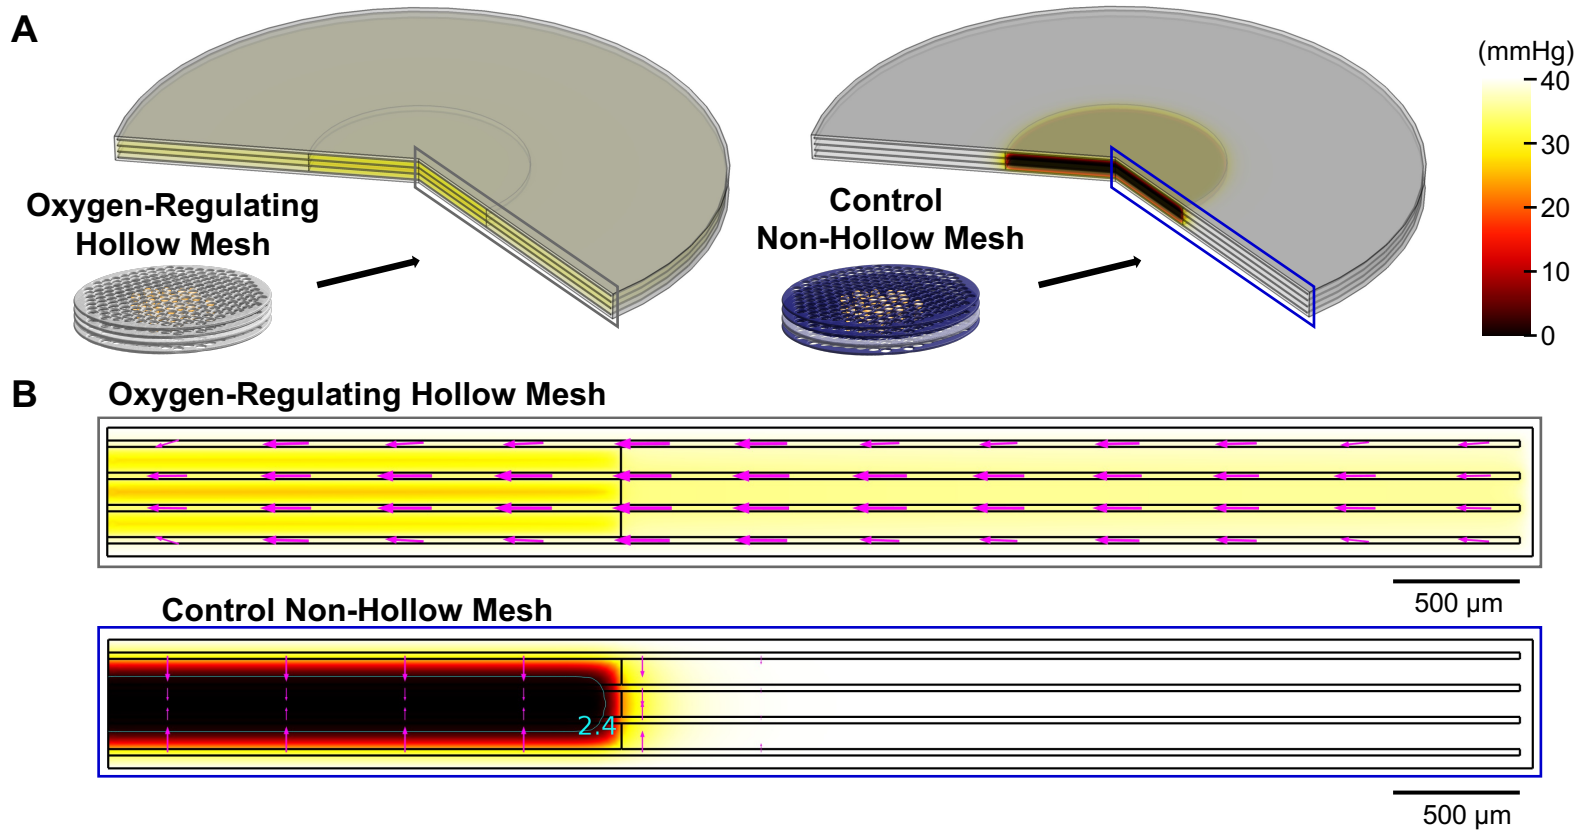 A
(mmHg)
40
30
20
10
0
Oxygen-Regulating
Hollow Mesh
Control
Non-Hollow Mesh
B
Oxygen-Regulating Hollow Mesh
500 µm
Control Non-Hollow Mesh
2.4
500 µm